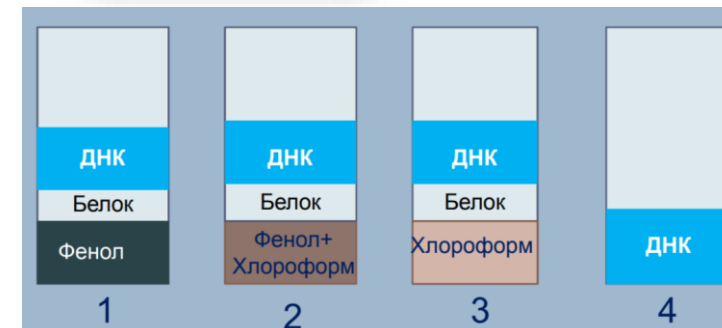 ДНК
Белок
Фенол
1
ДНК
Белок
Фенол+
Хлороформ
2
ДНК
Белок
Хлороформ
3
ДНК
4